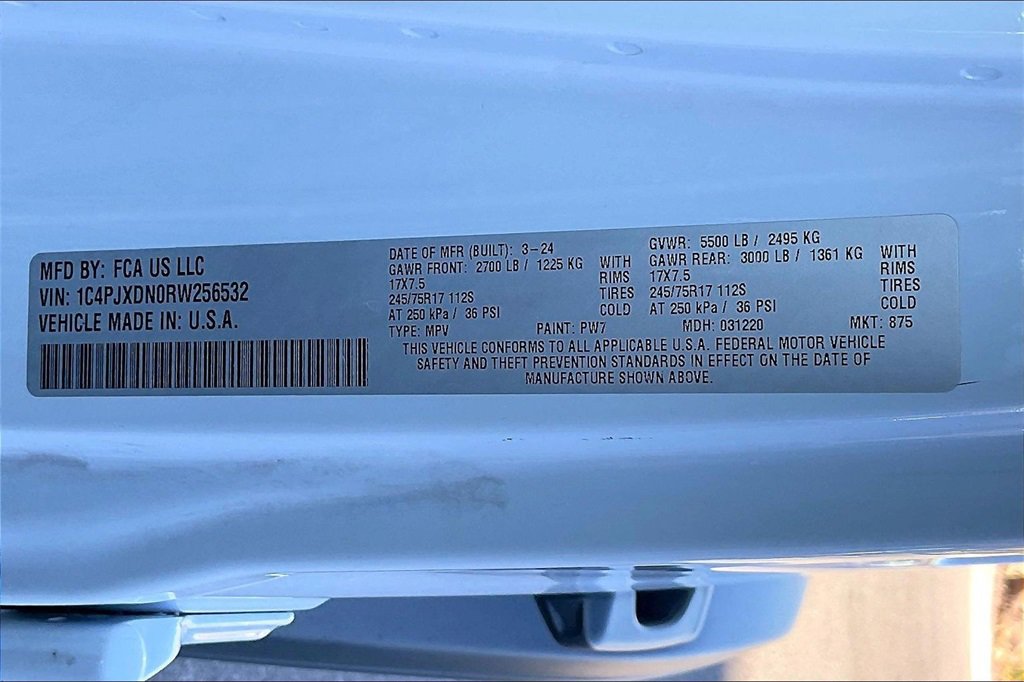 MFD BY: FCA US LLC
VIN: 1C4PJXDN0RW256532
VEHICLE MADE IN: U.S.A.
DATE OF MFR (BUILT): 3-24
GAWR FRONT: 2700 LB / 1225 KG WITH
17X7.5 RIMS
245/75R17 112S TIRES
AT 250 kPa / 36 PSI COLD
GVWR: 5500 LB / 2495 KG
GAWR REAR: 3000 LB / 1361 KG WITH
17X7.5 RIMS
245/75R17 112S TIRES
AT 250 kPa / 36 PSI COLD
TYPE: MPV PAINT: PW7 MDH: 031220 MKT: 875
THIS VEHICLE CONFORMS TO ALL APPLICABLE U.S.A. FEDERAL MOTOR VEHICLE
SAFETY AND THEFT PREVENTION STANDARDS IN EFFECT ON THE DATE OF
MANUFACTURE SHOWN ABOVE.